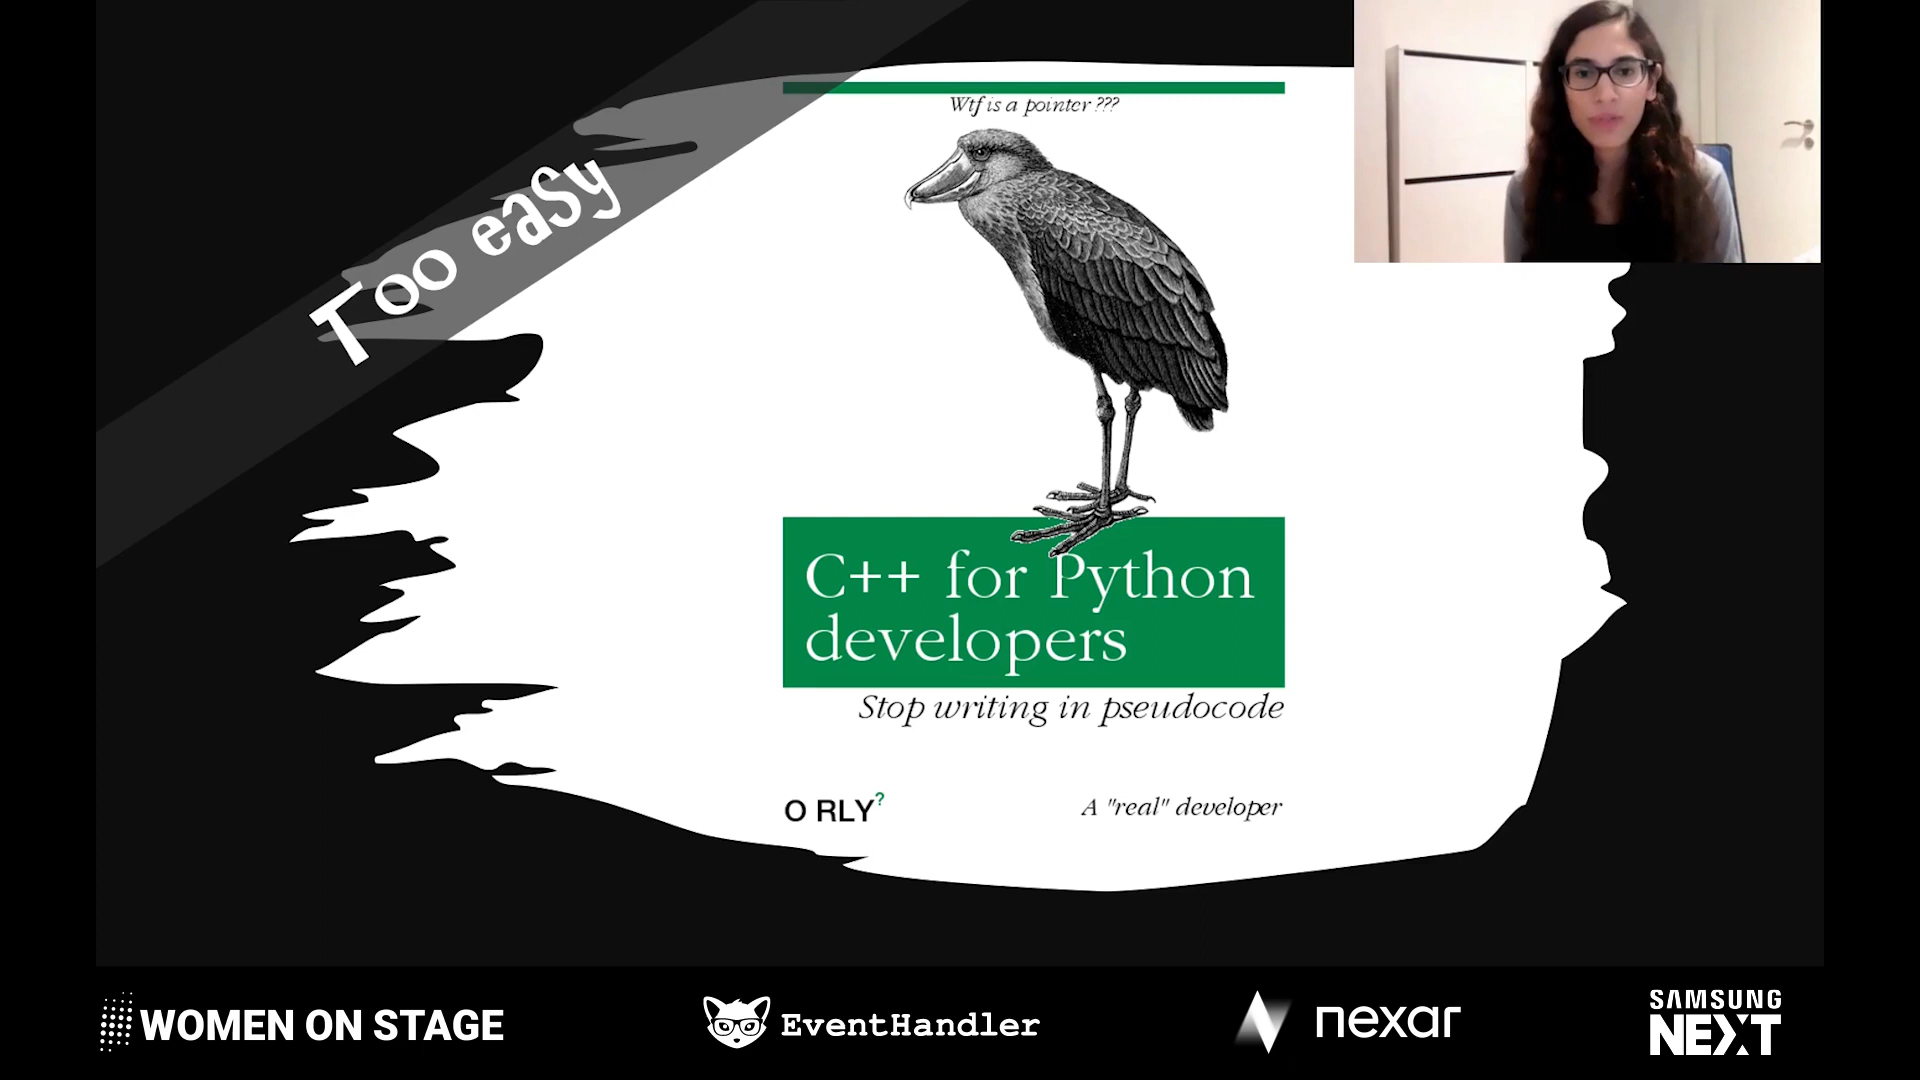 Too easy
Wtf is a pointer ???
C++ for Python
developers
Stop writing in pseudocode
O RLY?
A "real" developer
WOMEN ON STAGE
EventHandler
nexar
SAMSUNG
NEXT